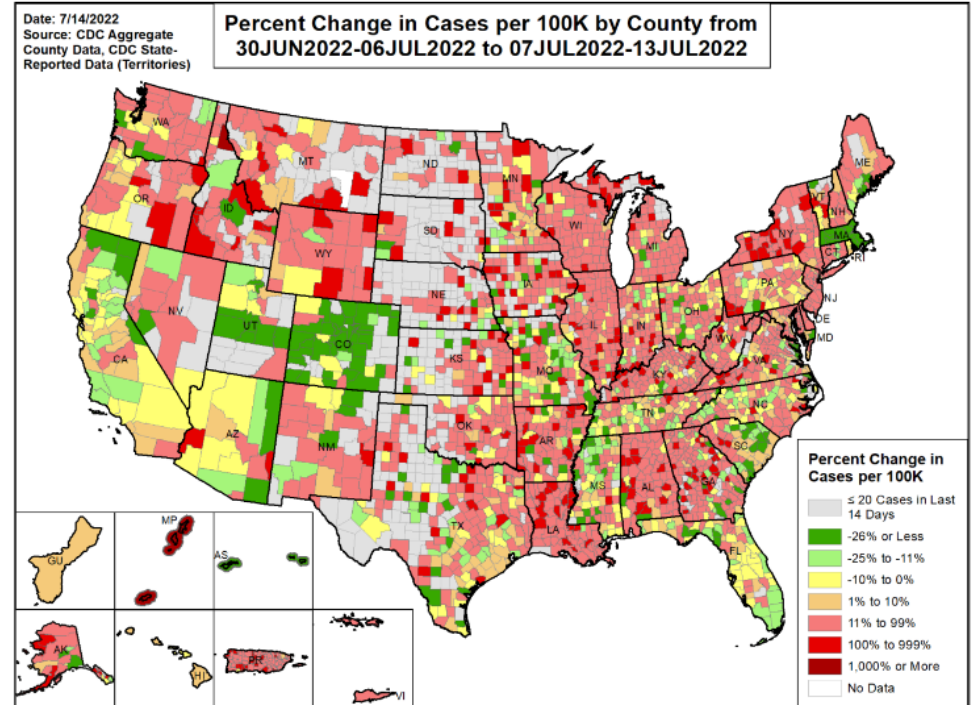 Date: 7/14/2022
Source: CDC Aggregate
County Data, CDC State-
Reported Data (Territories)
Percent Change in Cases per 100K by County from
30JUN2022-06JUL2022 to 07JUL2022-13JUL2022
WA
MT
ND
MN
ME
OR
ID
WY
SD
WI
MI
NY
VT
NH
MA
CT
RI
NV
UT
CO
NE
IA
IL
IN
OH
PA
NJ
DE
MD
CA
KS
MO
KY
WV
VA
AZ
NM
OK
AR
TN
NC
SC
TX
LA
MS
AL
GA
FL
GU
MP
AS
AK
HI
PR
VI
Percent Change in
Cases per 100K
≤ 20 Cases in Last
14 Days
-26% or Less
-25% to -11%
-10% to 0%
1% to 10%
11% to 99%
100% to 999%
1,000% or More
No Data